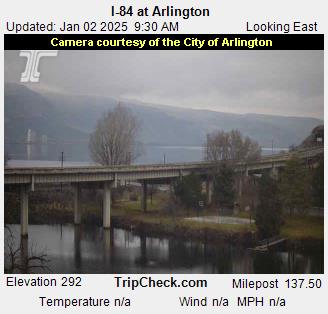 I-84 at Arlington
Updated: Jan 02 2025 9:30 AM Looking East
Camera courtesy of the City of Arlington
Elevation 292 TripCheck.com Milepost 137.50
Temperature n/a Wind n/a MPH n/a